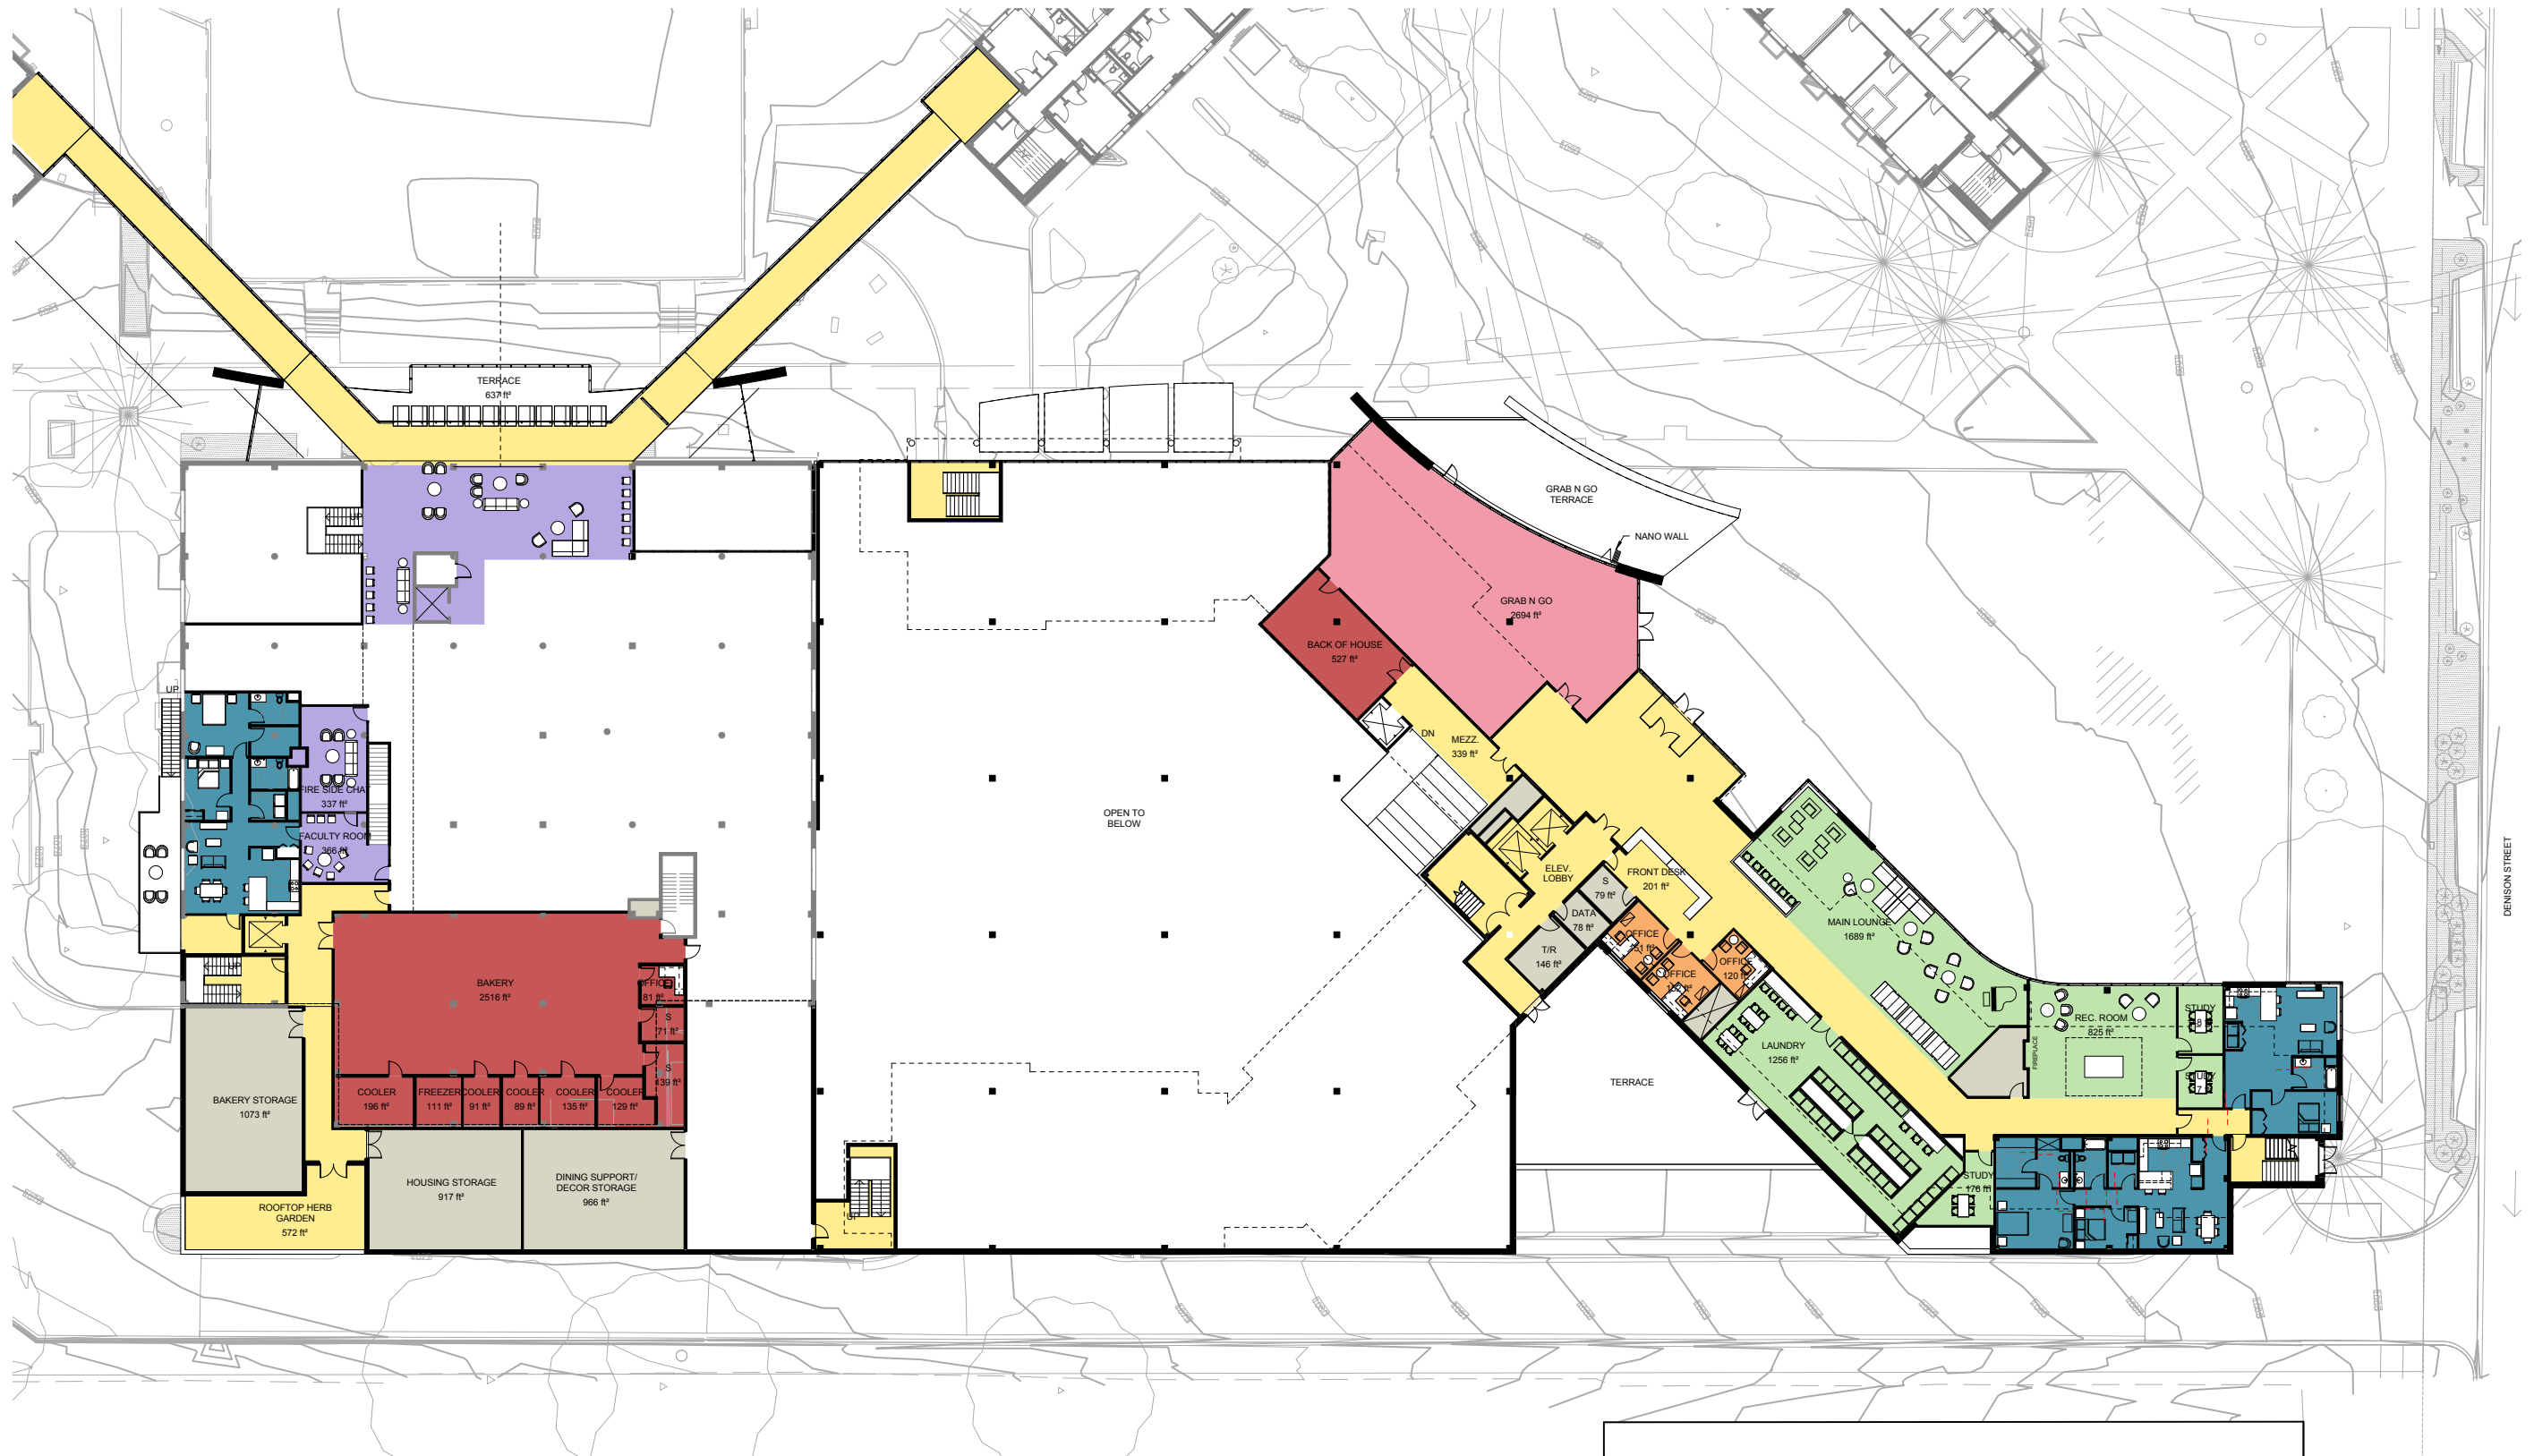 TERRACE
637 ft²
GRAB N GO
TERRACE
NANO WALL
GRAB N GO
2694 ft²
BACK OF HOUSE
527 ft²
UP
UP
DN
MEZZ.
339 ft²
FIRE SIDE CHAT
337 ft²
FACULTY ROOM
366 ft²
OPEN TO
BELOW
ELEV.
LOBBY
FRONT DESK
201 ft²
S
79 ft²
DATA
78 ft²
T/R
146 ft²
OFFICE
OFFICE
OFFICE
120 ft²
MAIN LOUNGE
1689 ft²
DENISON STREET
UP
BAKERY
2516 ft²
OFFICE
81 ft²
S
71 ft²
S
139 ft²
REC. ROOM
825 ft²
FIREPLACE
STUDY
STUDY
LAUNDRY
1256 ft²
TERRACE
COOLER
196 ft²
FREEZER
111 ft²
COOLER
91 ft²
COOLER
89 ft²
COOLER
135 ft²
COOLER
129 ft²
BAKERY STORAGE
1073 ft²
HOUSING STORAGE
917 ft²
DINING SUPPORT/
DECOR STORAGE
966 ft²
STUDY
176 ft²
ROOFTOP HERB
GARDEN
572 ft²
UP